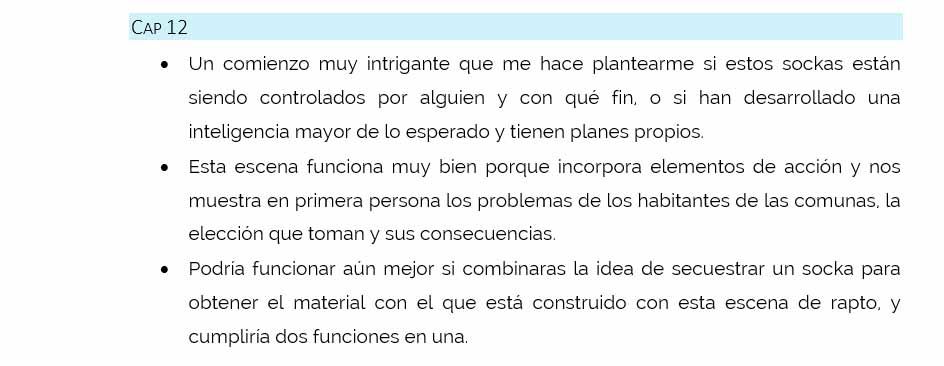 CAP 12
• Un comienzo muy intrigante que me hace plantearme si estos sockas están
siendo controlados por alguien y con qué fin, o si han desarrollado una
inteligencia mayor de lo esperado y tienen planes propios.
• Esta escena funciona muy bien porque incorpora elementos de acción y nos
muestra en primera persona los problemas de los habitantes de las comunas, la
elección que toman y sus consecuencias.
• Podría funcionar aún mejor si combinaras la idea de secuestrar un socka para
obtener el material con el que está construido con esta escena de rapto, y
cumpliría dos funciones en una.